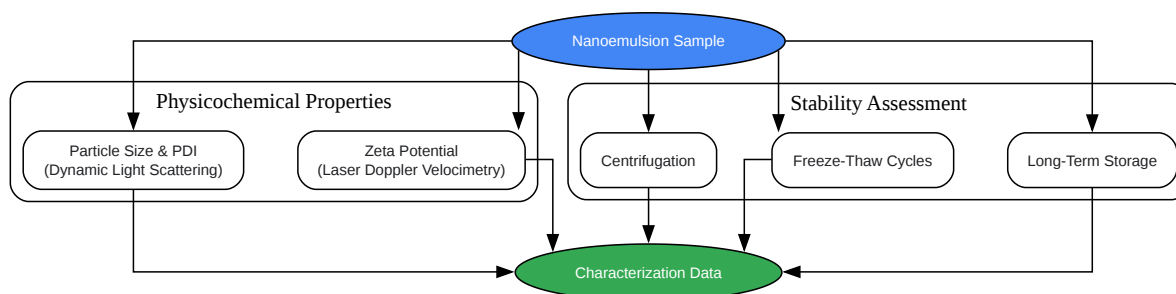 Nanoemulsion Sample
Physicochemical Properties
Stability Assessment
Particle Size & PDI
(Dynamic Light Scattering)
Zeta Potential
(Laser Doppler Velocimetry)
Centrifugation
Freeze-Thaw Cycles
Long-Term Storage
Characterization Data